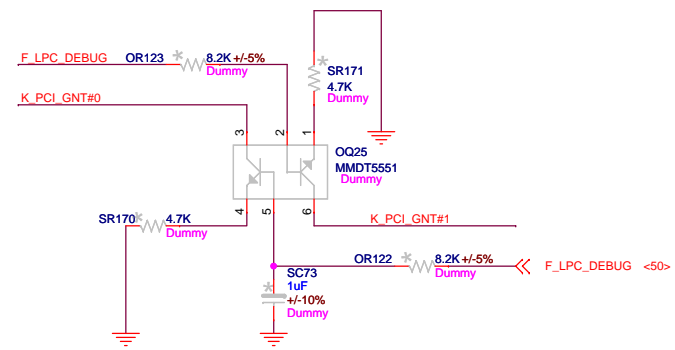 F_LPC_DEBUG OR123 8.2K +/-5%
Dummy
SR171
4.7K
Dummy
K_PCI_GNT#0
3 2 1
OQ25
MMDT5551
Dummy
4 5 6
SR170 4.7K
Dummy
K_PCI_GNT#1
OR122 8.2K +/-5%
Dummy
F_LPC_DEBUG <50>
SC73
1uF
+/-10%
Dummy